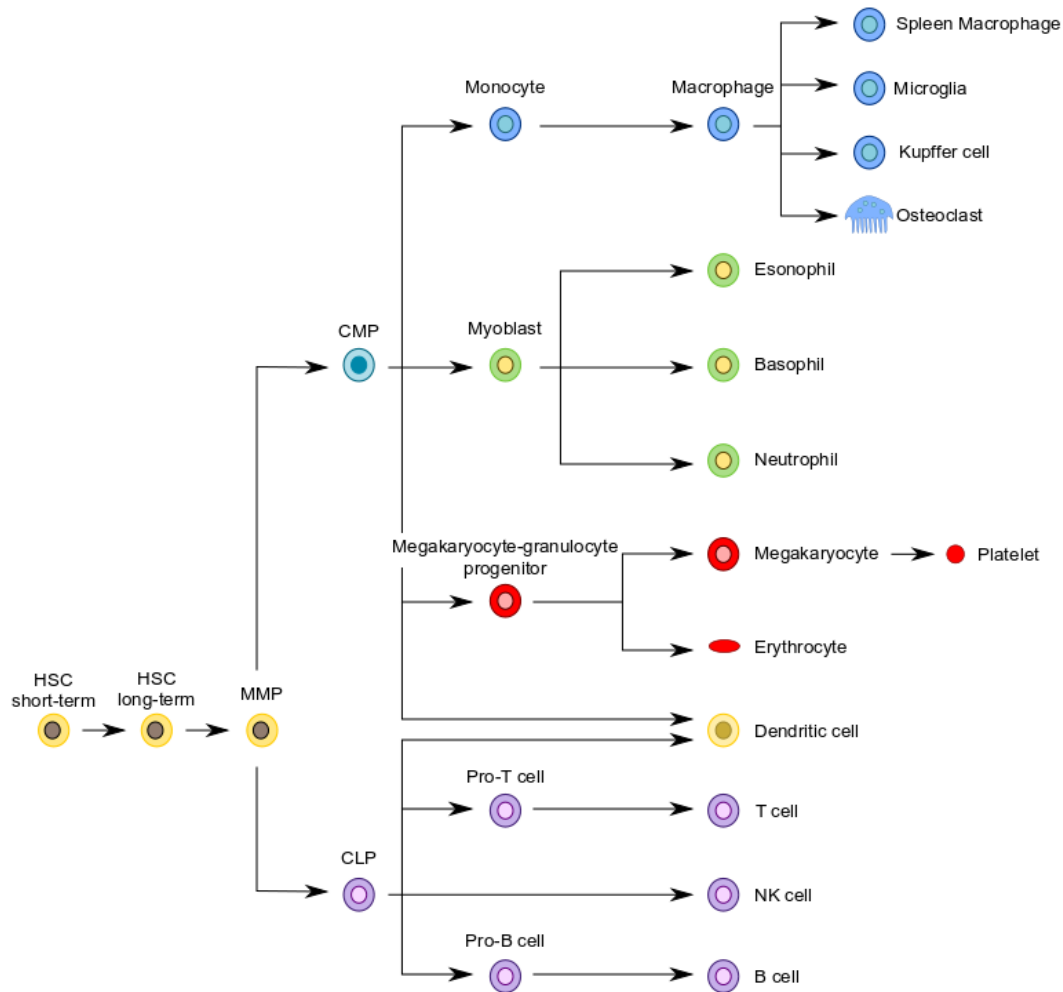 Spleen Macrophage
Monocyte
Macrophage
Microglia
Kupffer cell
Osteoclast
Esonophil
CMP
Myoblast
Basophil
Neutrophil
Megakaryocyte-granulocyte
progenitor
Megakaryocyte
Platelet
Erythrocyte
HSC
short-term
HSC
long-term
MMP
Dendritic cell
Pro-T cell
T cell
CLP
NK cell
Pro-B cell
B cell